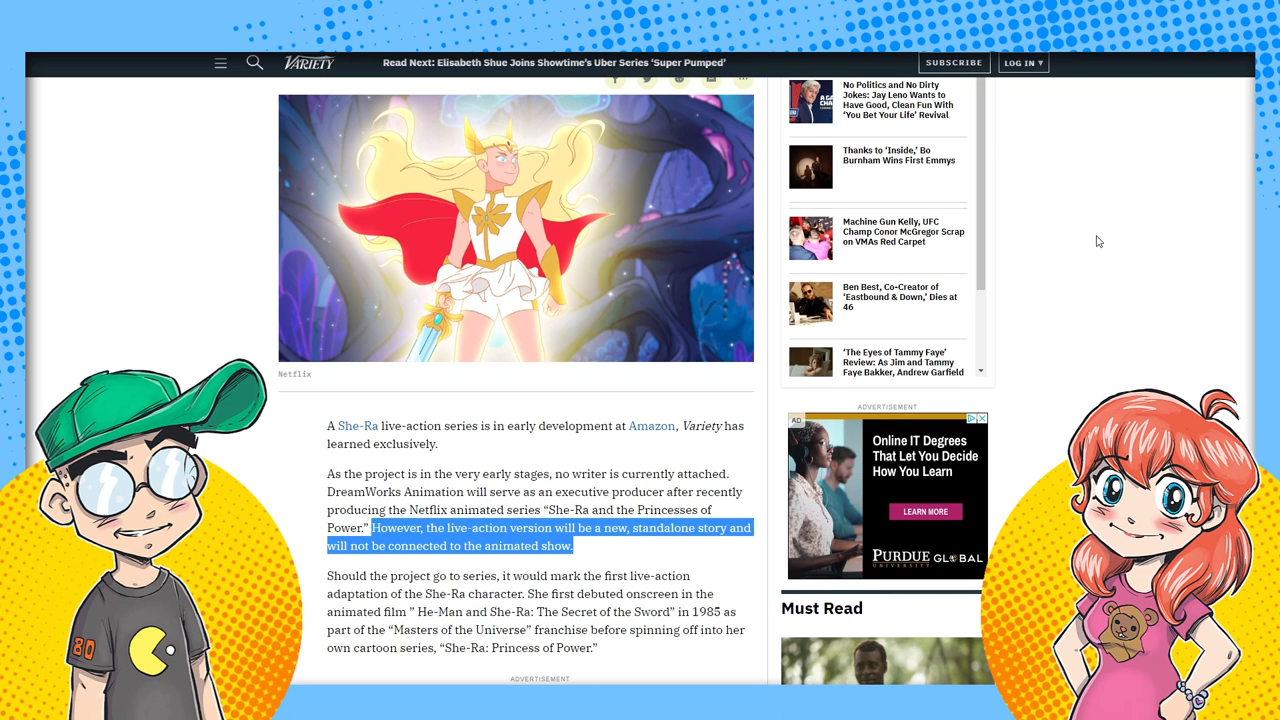 VARIETY
Read Next: Elisabeth Shue Joins Showtime's Uber Series 'Super Pumped'
SUBSCRIBE
LOG IN ▾
Netflix
A She-Ra live-action series is in early development at Amazon, Variety has
learned exclusively.
As the project is in the very early stages, no writer is currently attached.
DreamWorks Animation will serve as an executive producer after recently
producing the Netflix animated series “She-Ra and the Princesses of
Power.” However, the live-action version will be a new, standalone story and
will not be connected to the animated show.
Should the project go to series, it would mark the first live-action
adaptation of the She-Ra character. She first debuted onscreen in the
animated film ” He-Man and She-Ra: The Secret of the Sword” in 1985 as
part of the “Masters of the Universe” franchise before spinning off into her
own cartoon series, “She-Ra: Princess of Power.”
ADVERTISEMENT
No Politics and No Dirty
Jokes: Jay Leno Wants to
Have Good, Clean Fun With
‘You Bet Your Life’ Revival
Thanks to ‘Inside,’ Bo
Burnham Wins First Emmys
Machine Gun Kelly, UFC
Champ Conor McGregor Scrap
on VMAs Red Carpet
Ben Best, Co-Creator of
‘Eastbound & Down,’ Dies at
46
‘The Eyes of Tammy Faye’
Review: As Jim and Tammy
Faye Bakker, Andrew Garfield
ADVERTISEMENT
AD
Online IT Degrees
That Let You Decide
How You Learn
LEARN MORE
PURDUE GLOBAL
UNIVERSITY
Must Read
80